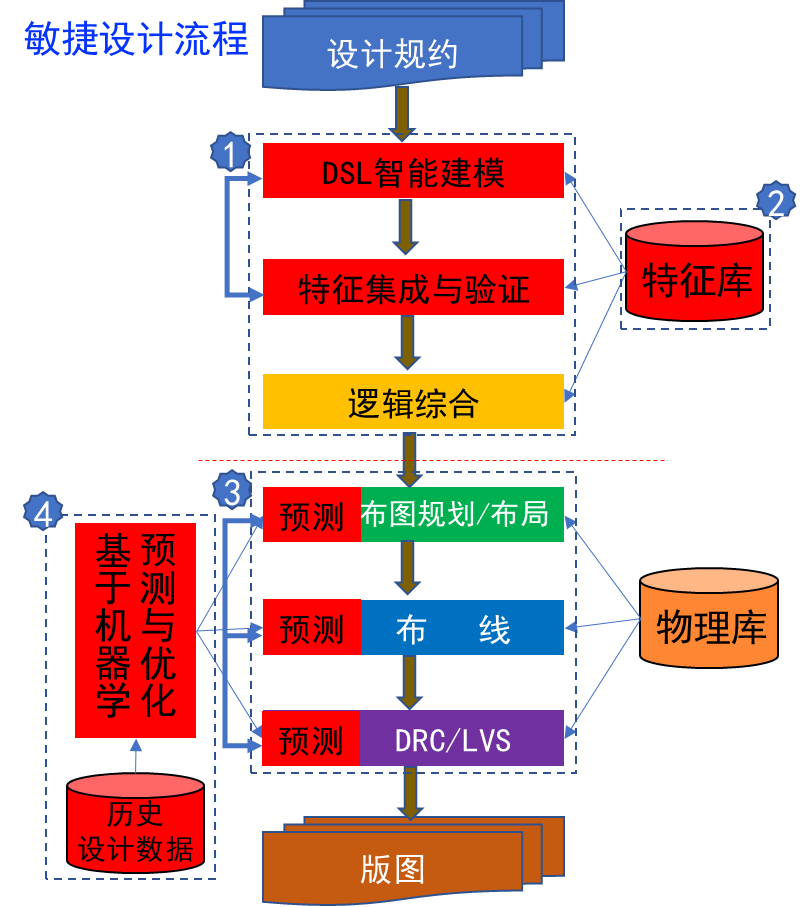 敏捷设计流程
设计规约
1
DSL智能建模
2
特征库
特征集成与验证
逻辑综合
3
预测
布图规划/布局
4
基于机器学
预测与优化
预测
布 线
物理库
预测
DRC/LVS
历史
设计数据
版图